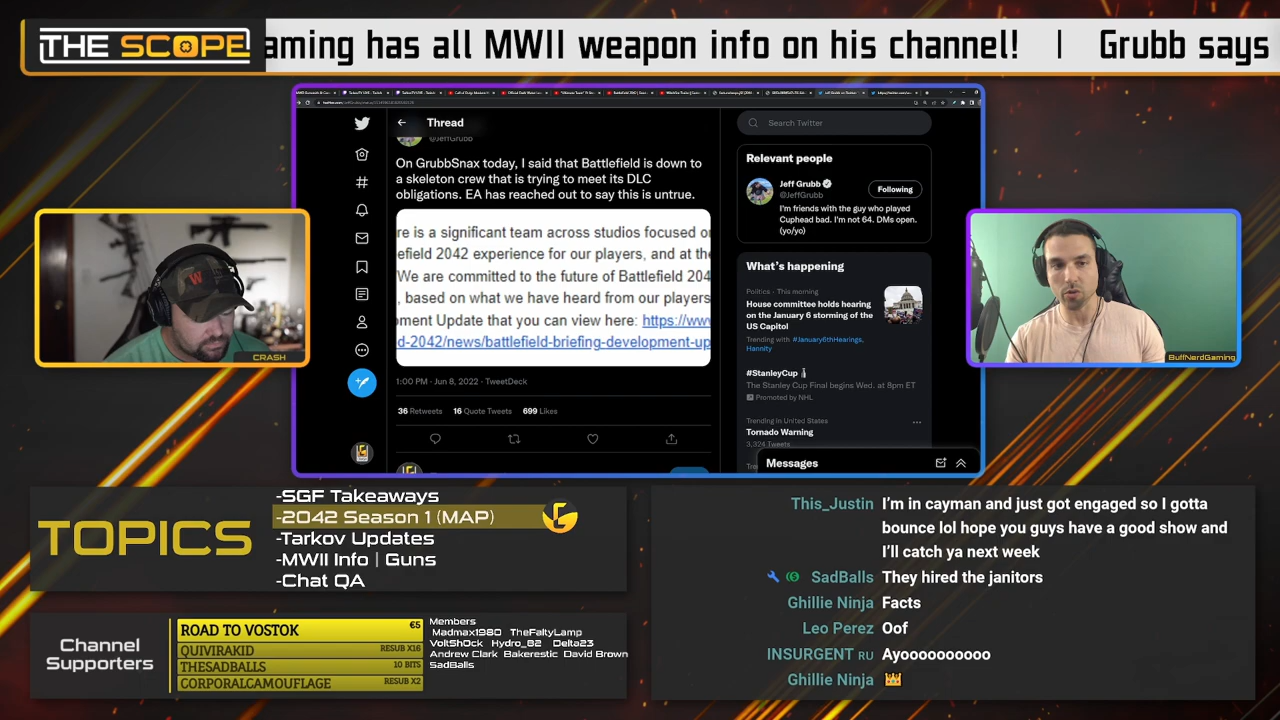 THE SCOPE
aming has all MWII weapon info on his channel! | Grubb says
Thread
@JeffGrubb
On GrubbSnax today, I said that Battlefield is down to
a skeleton crew that is trying to meet its DLC
obligations. EA has reached out to say this is untrue.
re is a significant team across studios focused o
efield 2042 experience for our players, and at the
We are committed to the future of Battlefield 204
, based on what we have heard from our players
oment Update that you can view here: https://ww
d-2042/news/battlefield-briefing-development-up
1:00 PM · Jun 8, 2022 · TweetDeck
36 Retweets 16 Quote Tweets 699 Likes
Search Twitter
Relevant people
Jeff Grubb
@JeffGrubb
Following
I'm friends with the guy who played
Cuphead bad. I'm not 64. DMs open.
(yo/yo)
What's happening
Politics · This morning
House committee holds hearing
on the January 6 storming of the
US Capitol
Trending with #January6thHearings,
Hannity
#StanleyCup
The Stanley Cup Final begins Wed. at 8pm ET
Promoted by NHL
Trending in United States
Tornado Warning
3,324 Tweets
Messages
W
CRASH
BuffNerdGaming
TOPICS
-SGF Takeaways
-2042 Season 1 (MAP)
-Tarkov Updates
-MWII Info | Guns
-Chat QA
Channel
Supporters
ROAD TO VOSTOK €5
QUIVIRAKID RESUB X16
THESADBALLS 10 BITS
CORPORALCAMOUFLAGE RESUB X2
Members
Madmax1980 TheFaltyLamp
VoltSh0ck Hydro_82 Delta23
Andrew Clark Bakerestic David Brown
SadBalls
This_Justin I'm in cayman and just got engaged so I gotta
bounce lol hope you guys have a good show and
I'll catch ya next week
SadBalls They hired the janitors
Ghillie Ninja Facts
Leo Perez Oof
INSURGENT RU Ayoooooooooo
Ghillie Ninja